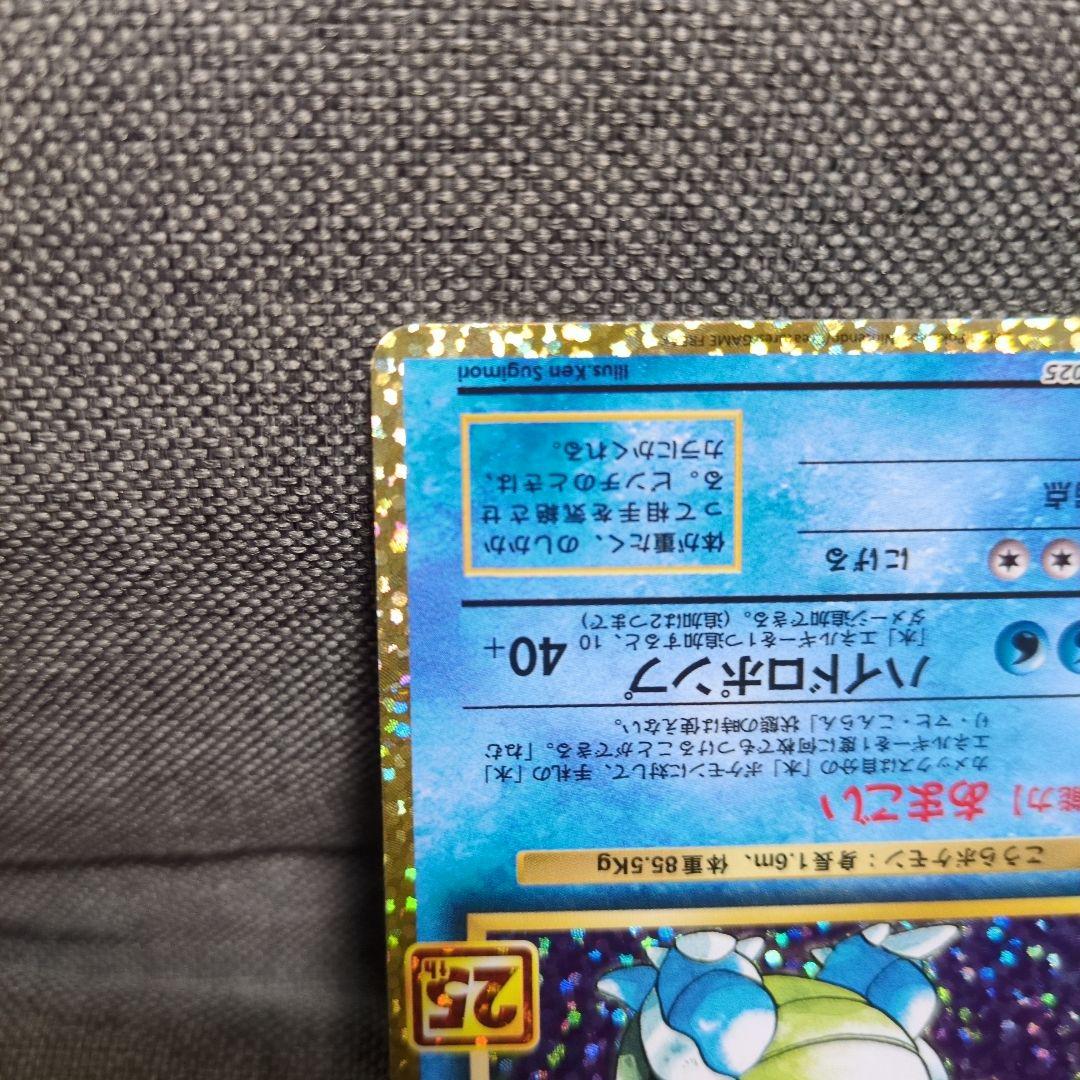 25th
こうらポケモン：身長1.6m、体重85.5Kg
能力］ あまごい
カメックスは自分の「水」ポケモンに対して、手札の「水」
エネルギーを1度に何枚でもつけることができる。「ねむ
り・マヒ・こんらん」状態の時は使えない。
ハイドロポンプ 40+
「水」エネルギーを1つ追加すると、10
ダメージ追加できる。（追加は2つまで）
にげる
点
体が重たく、のしかか
って相手を気絶させ
る。ピンチのときは、
カラにかくれる。
025
Illus.Ken Sugimori
Nintendo/Creatures/GAME FREAK